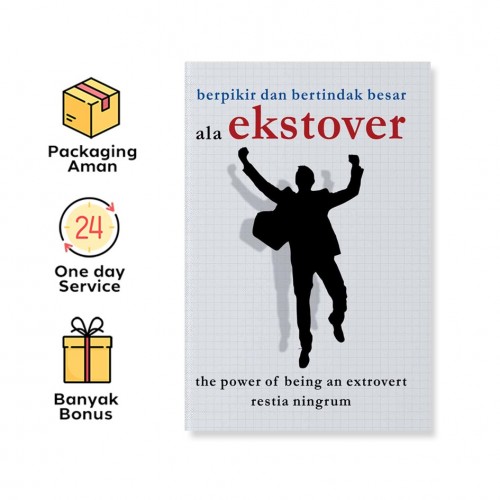 Packaging
Aman
24
One day
Service
Banyak
Bonus
berpikir dan bertindak besar
ala ekstover
the power of being an extrovert
restia ningrum